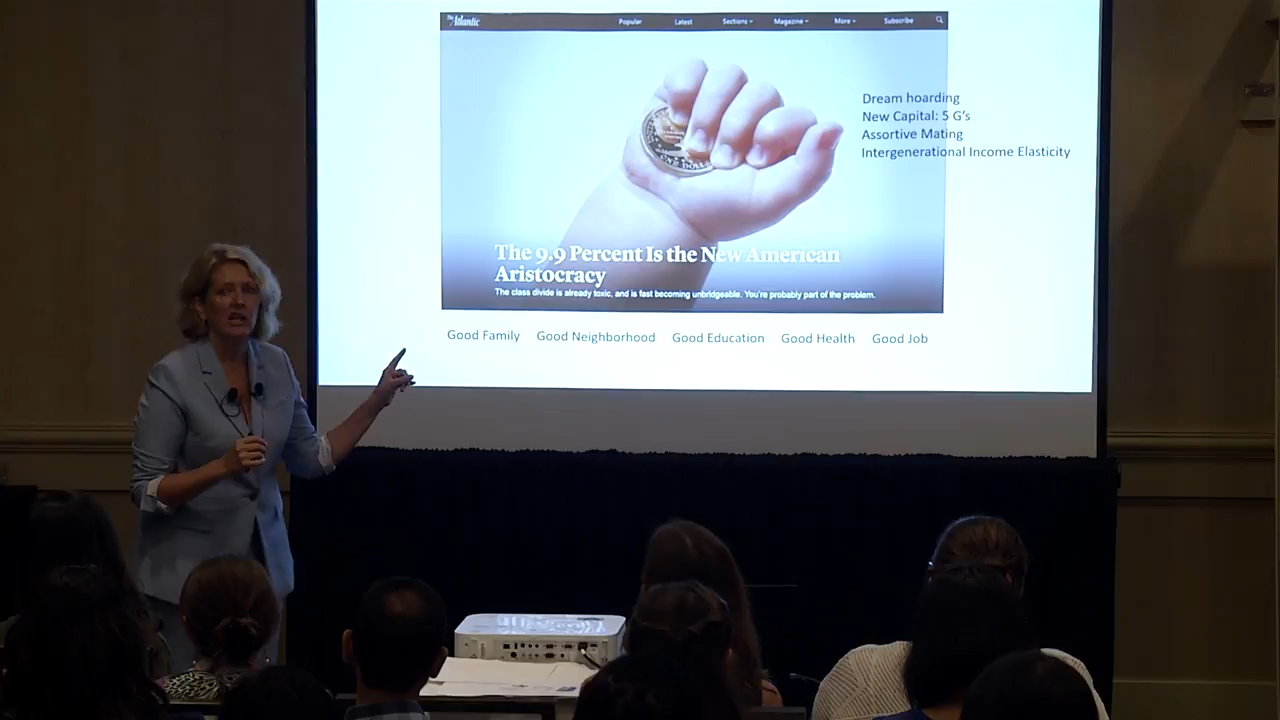 The Atlantic
Popular Latest Sections Magazine More Subscribe
Dream hoarding
New Capital: 5 G's
Assortive Mating
Intergenerational Income Elasticity
ONE DOLLAR
The 9.9 Percent Is the New American
Aristocracy
The class divide is already toxic, and is fast becoming unbridgeable. You're probably part of the problem.
Good Family Good Neighborhood Good Education Good Health Good Job